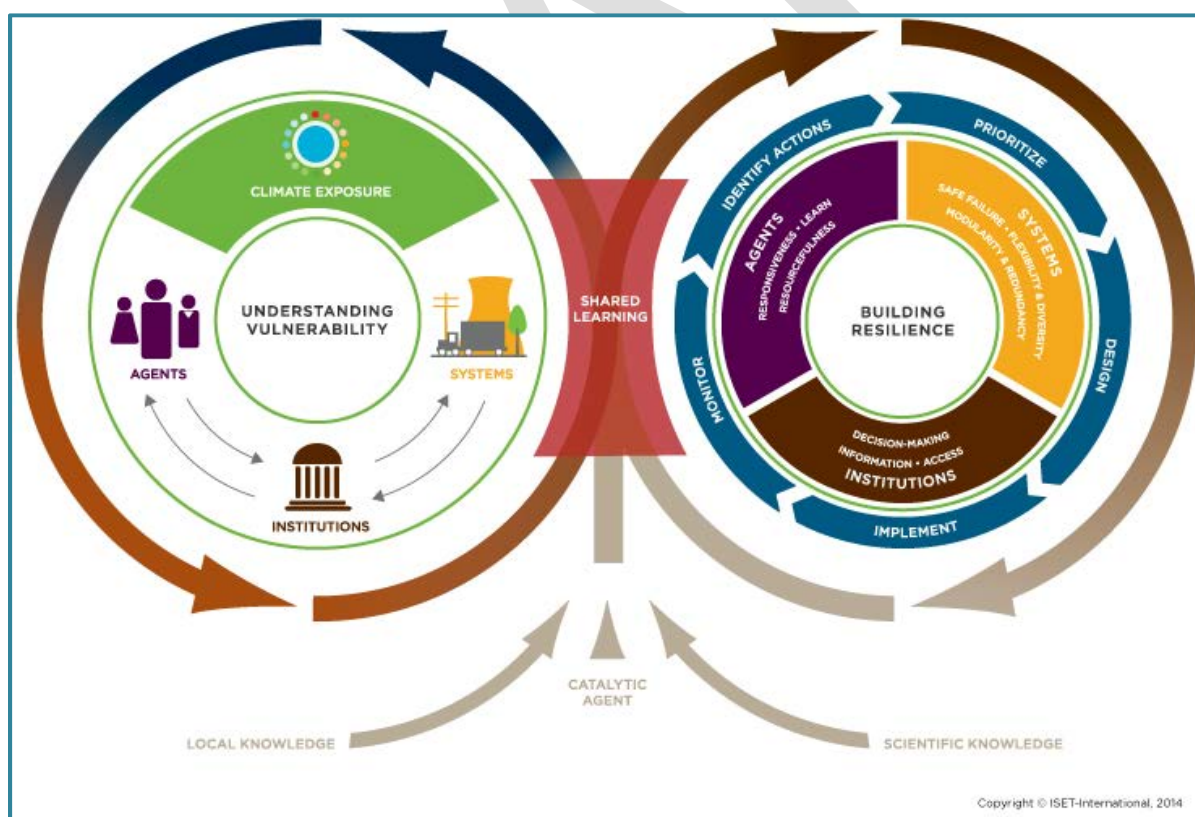 CLIMATE EXPOSURE
UNDERSTANDING
VULNERABILITY
AGENTS
SYSTEMS
INSTITUTIONS
SHARED
LEARNING
IDENTIFY ACTIONS
PRIORITIZE
DESIGN
IMPLEMENT
MONITOR
AGENTS
RESPONSIVENESS • LEARN
RESOURCEFULNESS
SYSTEMS
SAFE FAILURE • FLEXIBILITY & DIVERSITY
MODULARITY & REDUNDANCY
BUILDING
RESILIENCE
DECISION-MAKING
INFORMATION • ACCESS
INSTITUTIONS
CATALYTIC
AGENT
LOCAL KNOWLEDGE
SCIENTIFIC KNOWLEDGE
Copyright © ISET-International, 2014